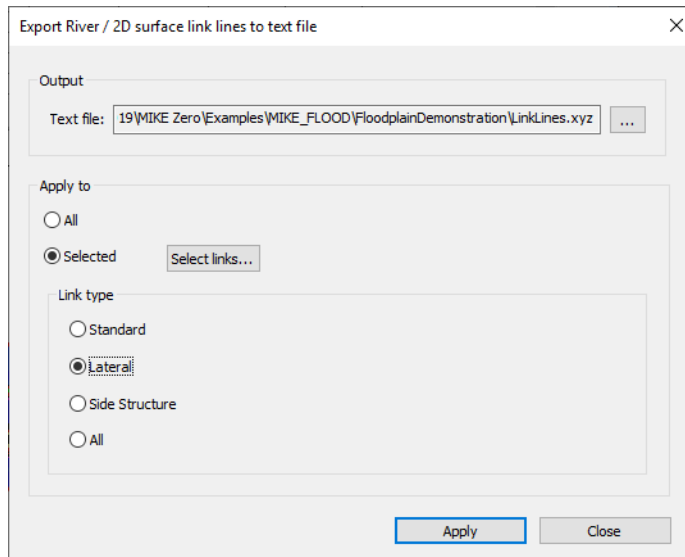 Export River / 2D surface link lines to text file
Output
Text file: 19\MIKE Zero\Examples\MIKE_FLOOD\FloodplainDemonstration\LinkLines.xyz ...
Apply to
All
Selected Select links...
Link type
Standard
Lateral
Side Structure
All
Apply Close